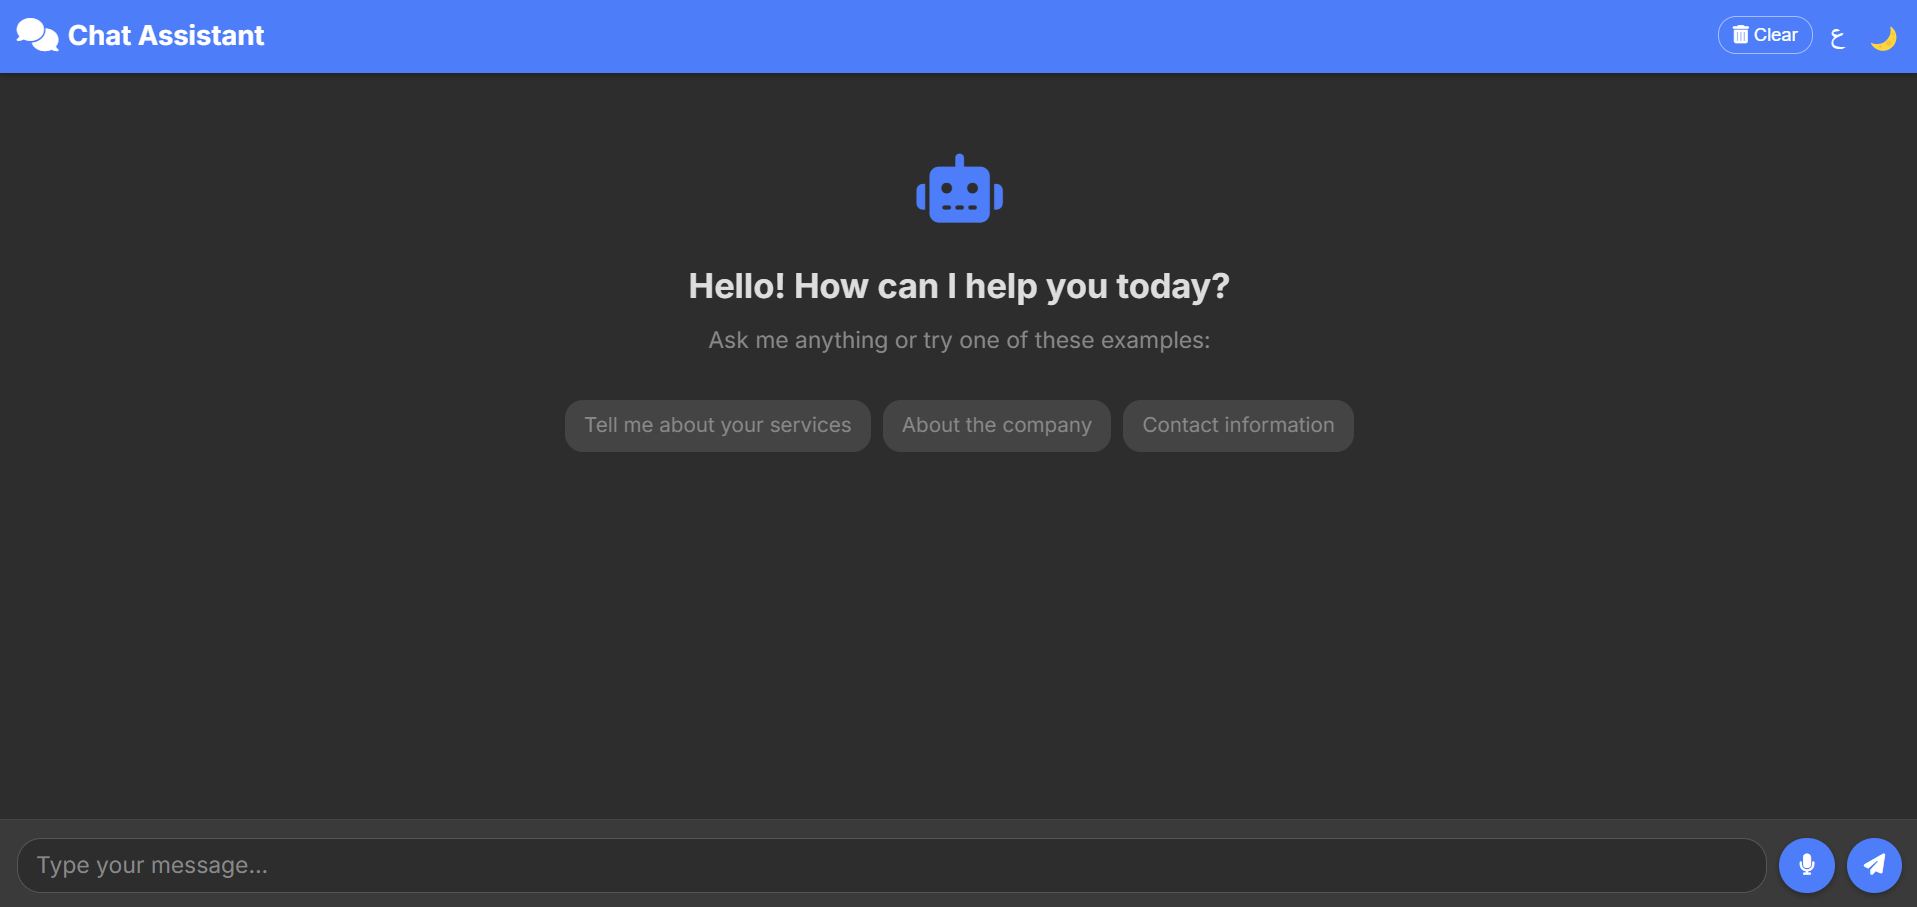 Chat Assistant
Clear
ع
Hello! How can I help you today?
Ask me anything or try one of these examples:
Tell me about your services
About the company
Contact information
Type your message...